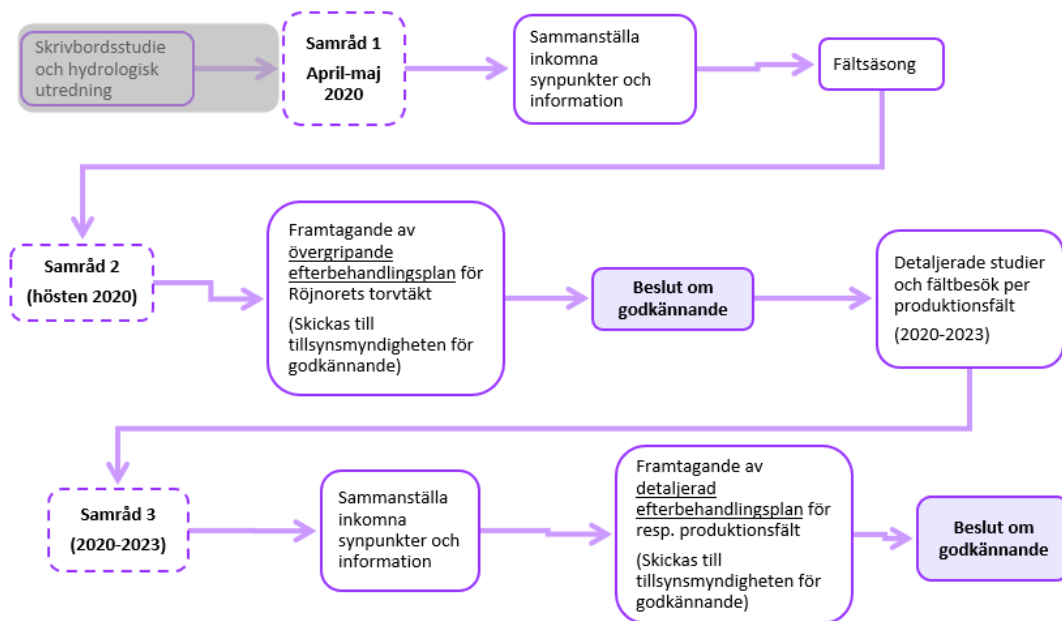 Skrivbordsstudie
och hydrologisk
utredning
Samråd 1
April-maj
2020
Sammanställa
inkomna
synpunkter och
information
Fältsäsong
Samråd 2
(hösten 2020)
Framtagande av
övergripande
efterbehandlingsplan för
Röjnorets torvtäkt
(Skickas till
tillsynsmyndigheten för
godkännande)
Beslut om
godkännande
Detaljerade studier
och fältbesök per
produktionsfält
(2020-2023)
Samråd 3
(2020-2023)
Sammanställa
inkomna
synpunkter och
information
Framtagande av
detaljerad
efterbehandlingsplan för
resp. produktionsfält
(Skickas till
tillsynsmyndigheten för
godkännande)
Beslut om
godkännande